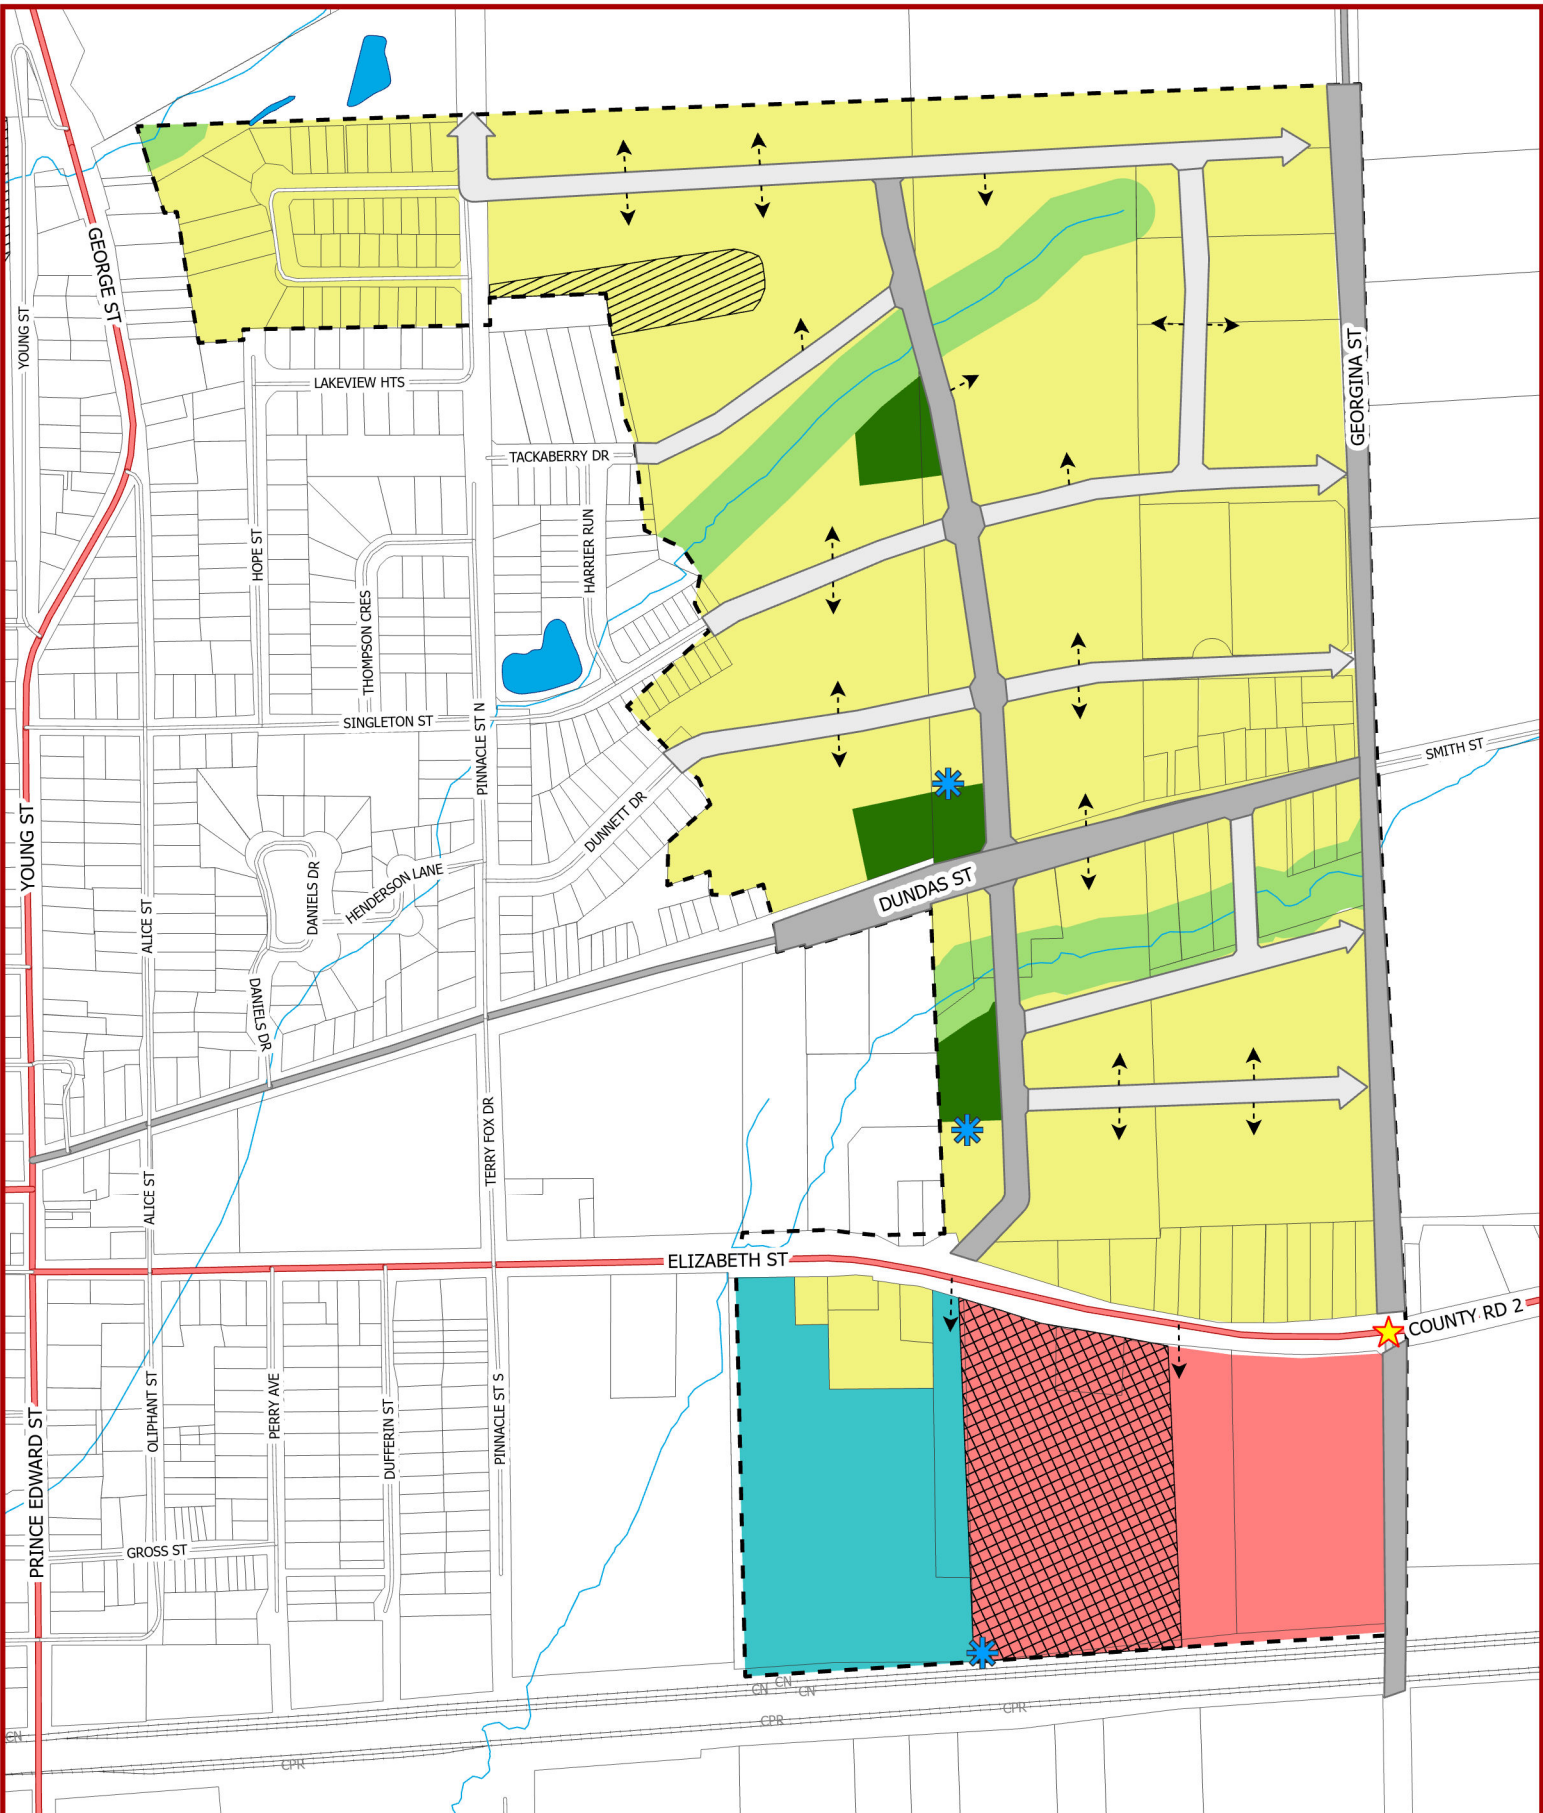 GEORGE ST
YOUNG ST
GEORGINA ST
LAKEVIEW HTS
TACKABERRY DR
HOPE ST
HARRIER RUN
THOMPSON CRES
SINGLETON ST
PINNACLE ST N
SMITH ST
YOUNG ST
DUNNETT DR
DANIELS DR
HENDERSON LANE
DUNDAS ST
ALICE ST
DANIELS DR
TERRY FOX DR
ALICE ST
ELIZABETH ST
COUNTY RD 2
OLIPHANT ST
PERRY AVE
DUFFERIN ST
PINNACLE ST S
PRINCE EDWARD ST
GROSS ST
CN
CN
CN
CPR
CPR
CN
CPR